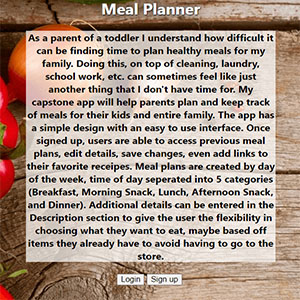 Meal Planner
As a parent of a toddler I understand how difficult it
can be finding time to plan healthy meals for my
family. Doing this, on top of cleaning, laundry,
school work, etc. can sometimes feel like just
another thing that I don't have time for. My
capstone app will help parents plan and keep track
of meals for their kids and entire family. The app has
a simple design with an easy to use interface. Once
signed up, users are able to access previous meal
plans, edit details, save changes, even add links to
their favorite receipes. Meal plans are created by day
of the week, time of day seperated into 5 categories
(Breakfast, Morning Snack, Lunch, Afternoon Snack,
and Dinner). Additional details can be entered in the
Description section to give the user the flexibility in
choosing what they want to eat, maybe based off
items they already have to avoid having to go to the
store.
Login Sign up